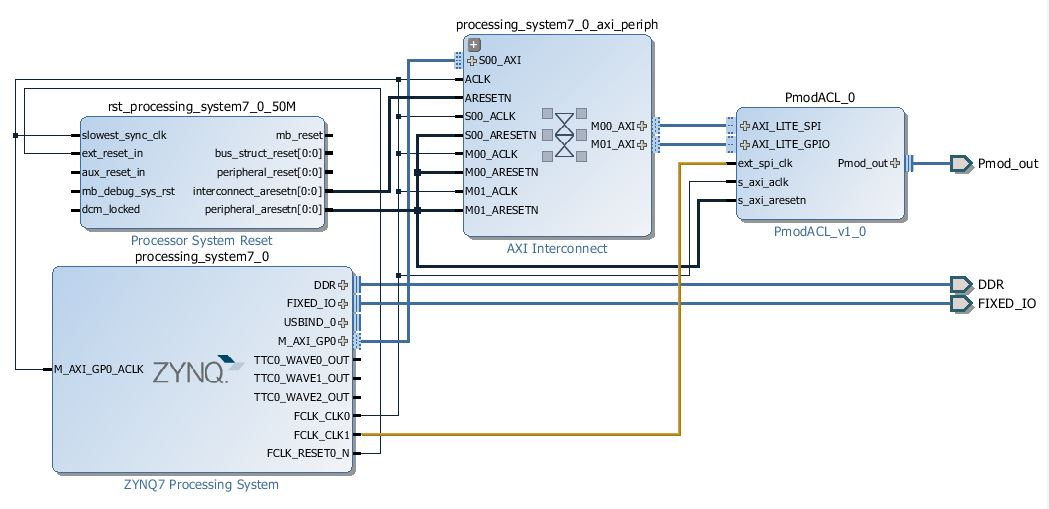 processing_system7_0_axi_periph
S00_AXI
ACLK
ARESETN
S00_ACLK
S00_ARESETN
M00_ACLK
M00_ARESETN
M01_ACLK
M01_ARESETN
M00_AXI
M01_AXI
AXI Interconnect
rst_processing_system7_0_50M
slowest_sync_clk
ext_reset_in
aux_reset_in
mb_debug_sys_rst
dcm_locked
mb_reset
bus_struct_reset[0:0]
peripheral_reset[0:0]
interconnect_aresetn[0:0]
peripheral_aresetn[0:0]
Processor System Reset
PmodACL_0
AXI_LITE_SPI
AXI_LITE_GPIO
ext_spi_clk
s_axi_aclk
s_axi_aresetn
Pmod_out
PmodACL_v1_0
Pmod_out
processing_system7_0
M_AXI_GP0_ACLK
ZYNQ
DDR
FIXED_IO
USBIND_0
M_AXI_GP0
TTC0_WAVE0_OUT
TTC0_WAVE1_OUT
TTC0_WAVE2_OUT
FCLK_CLK0
FCLK_CLK1
FCLK_RESET0_N
ZYNQ7 Processing System
DDR
FIXED_IO